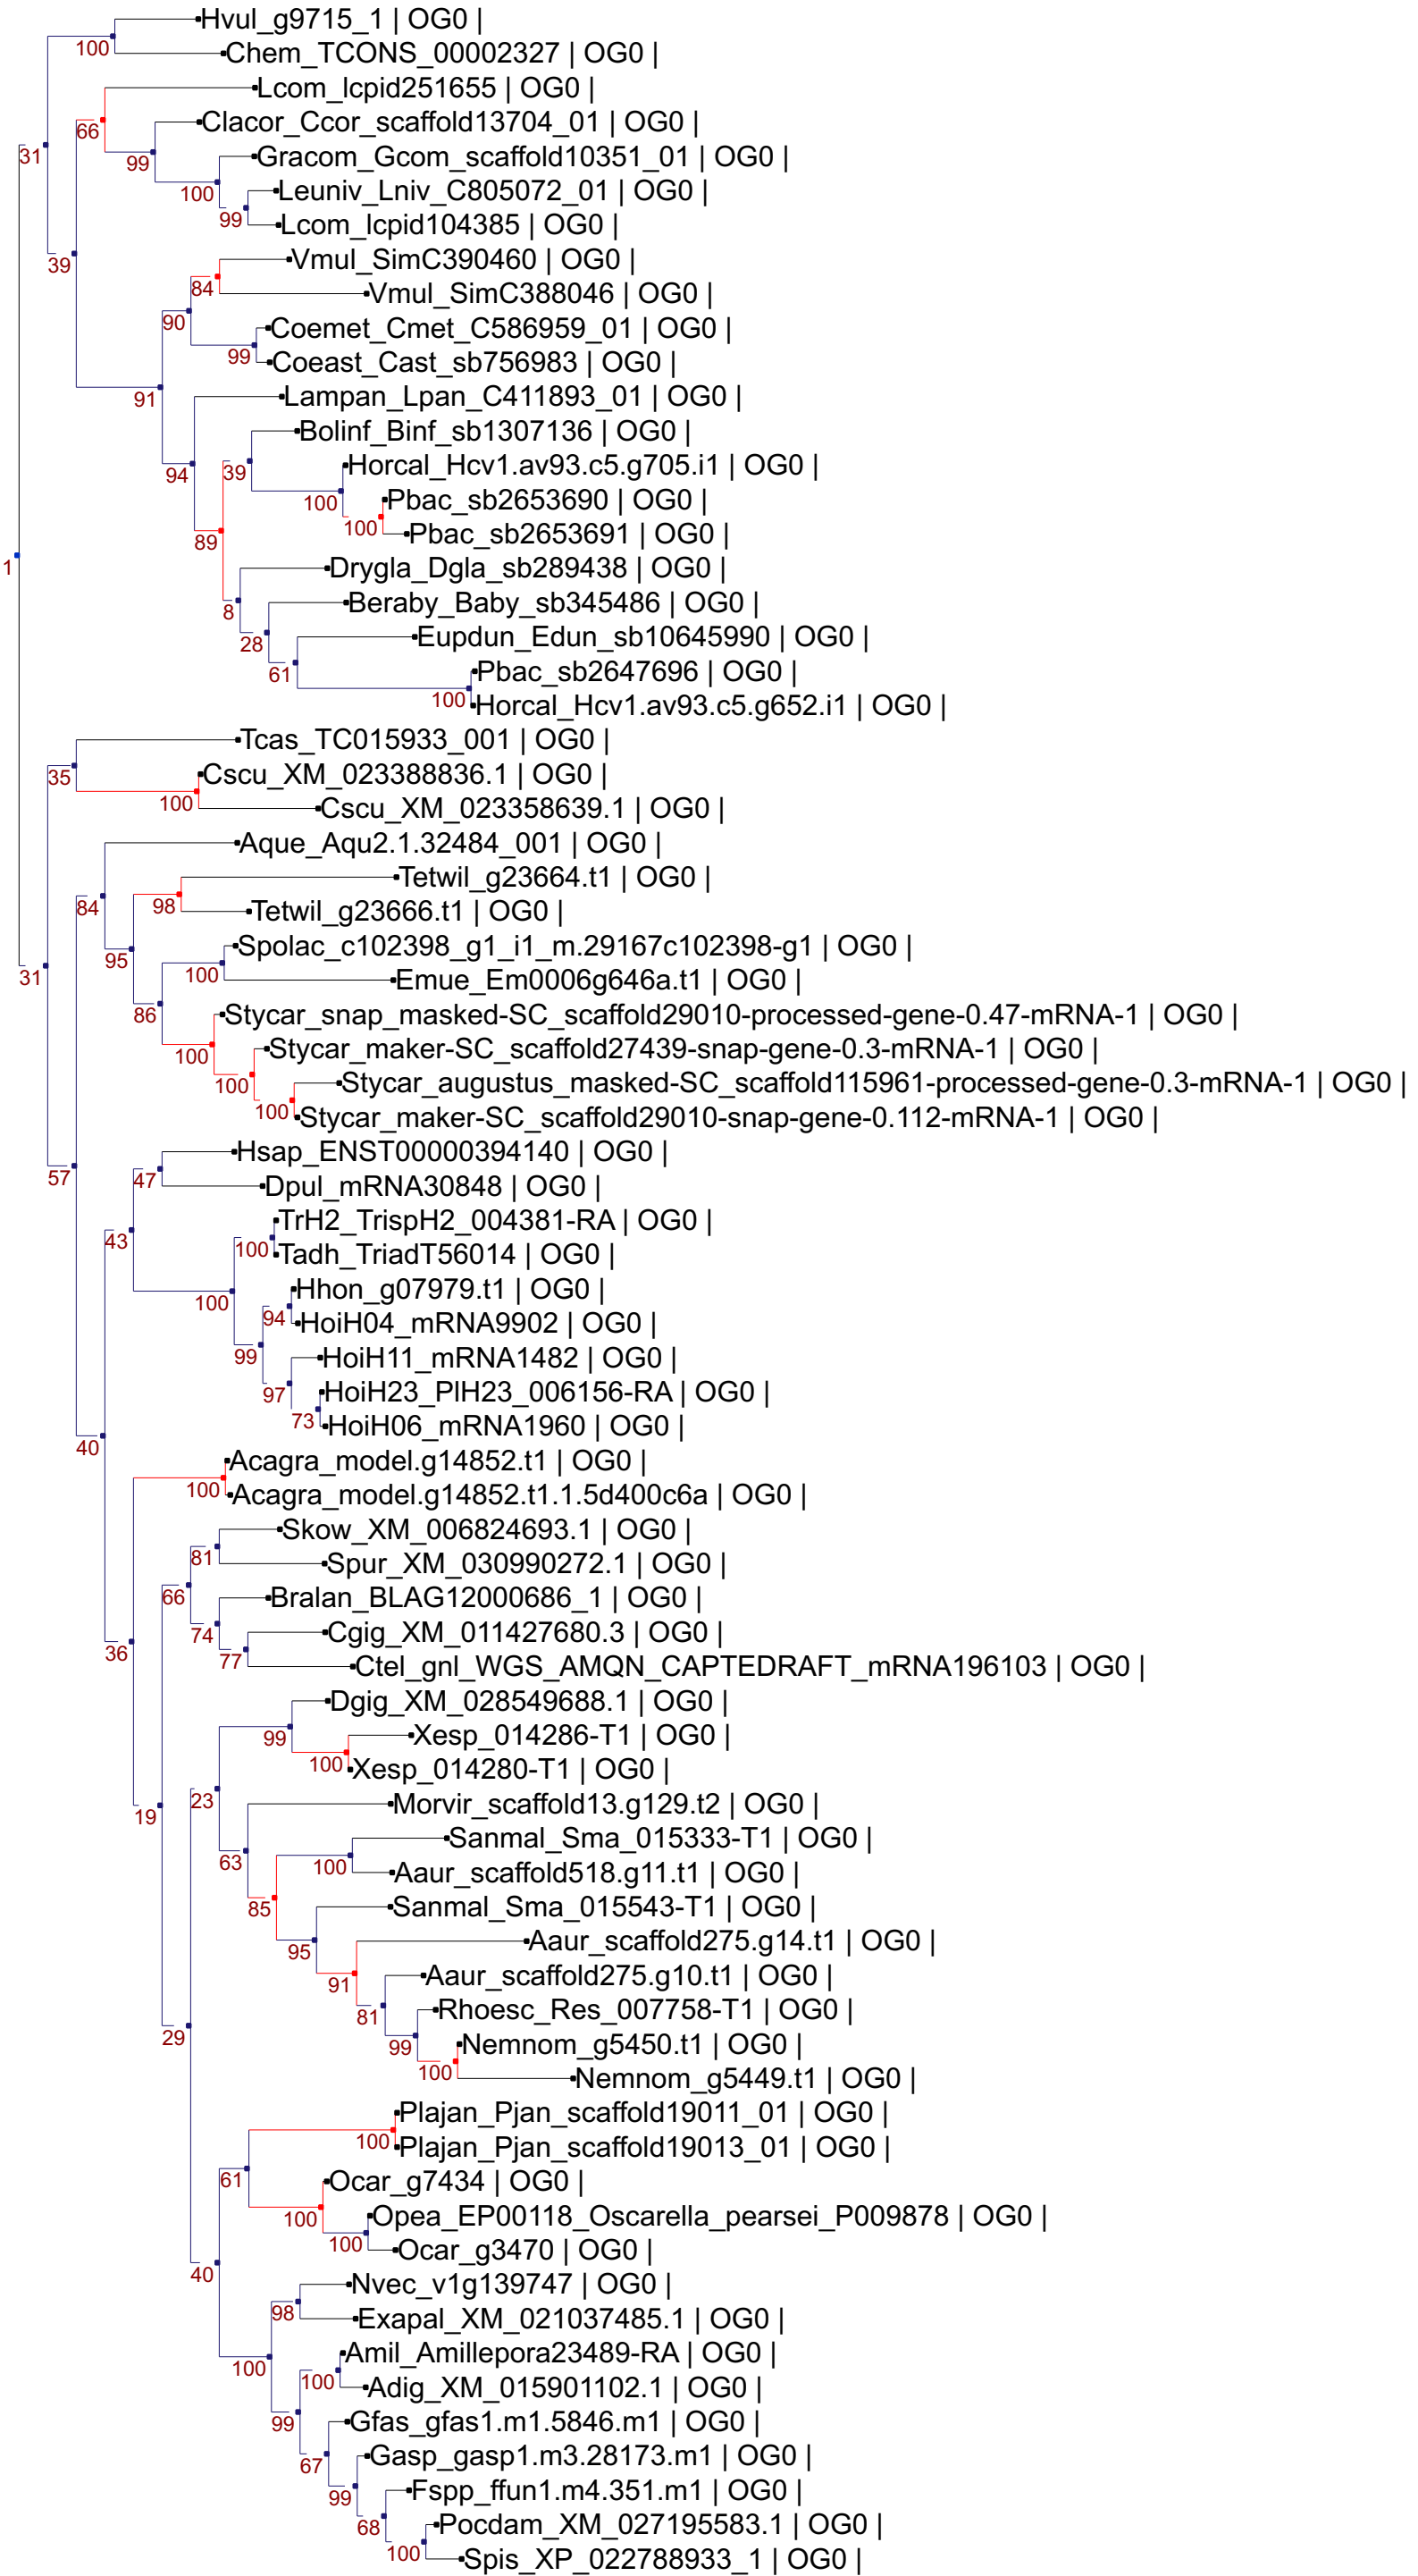 Hvul_g9715_1 | OG0 |
100
Chem_TCONS_00002327 | OG0 |
Lcom_lcpid251655 | OG0 |
66
Clacor_Ccor_scaffold13704_01 | OG0 |
31
99
Gracom_Gcom_scaffold10351_01 | OG0 |
100
Leuniv_Lniv_C805072_01 | OG0 |
99
Lcom_lcpid104385 | OG0 |
39
Vmul_SimC390460 | OG0 |
84
Vmul_SimC388046 | OG0 |
90
Coemet_Cmet_C586959_01 | OG0 |
99
Coeast_Cast_sb756983 | OG0 |
91
Lampan_Lpan_C411893_01 | OG0 |
Bolinf_Binf_sb1307136 | OG0 |
94
39
Horcal_Hcv1.av93.c5.g705.i1 | OG0 |
100
Pbac_sb2653690 | OG0 |
100
Pbac_sb2653691 | OG0 |
89
1
Drygla_Dgla_sb289438 | OG0 |
8
Beraby_Baby_sb345486 | OG0 |
28
Eupdun_Edun_sb10645990 | OG0 |
61
Pbac_sb2647696 | OG0 |
100
Horcal_Hcv1.av93.c5.g652.i1 | OG0 |
Tcas_TC015933_001 | OG0 |
35
Cscu_XM_023388836.1 | OG0 |
100
Cscu_XM_023358639.1 | OG0 |
Aque_Aqu2.1.32484_001 | OG0 |
Tetwil_g23664.t1 | OG0 |
84
98
Tetwil_g23666.t1 | OG0 |
95
Spolac_c102398_g1_i1_m.29167c102398-g1 | OG0 |
31
100
Emue_Em0006g646a.t1 | OG0 |
86
Stycar_snap_masked-SC_scaffold29010-processed-gene-0.47-mRNA-1 | OG0 |
100
Stycar_maker-SC_scaffold27439-snap-gene-0.3-mRNA-1 | OG0 |
100
Stycar_augustus_masked-SC_scaffold115961-processed-gene-0.3-mRNA-1 | OG0 |
100
Stycar_maker-SC_scaffold29010-snap-gene-0.112-mRNA-1 | OG0 |
Hsap_ENST00000394140 | OG0 |
57
47
Dpul_mRNA30848 | OG0 |
TrH2_TrispH2_004381-RA | OG0 |
43
100
Tadh_TriadT56014 | OG0 |
Hhon_g07979.t1 | OG0 |
100
94
HoiH04_mRNA9902 | OG0 |
99
HoiH11_mRNA1482 | OG0 |
97
HoiH23_PlH23_006156-RA | OG0 |
73
HoiH06_mRNA1960 | OG0 |
40
Acagra_model.g14852.t1 | OG0 |
100
Acagra_model.g14852.t1.1.5d400c6a | OG0 |
Skow_XM_006824693.1 | OG0 |
81
Spur_XM_030990272.1 | OG0 |
66
Bralan_BLAG12000686_1 | OG0 |
74
Cgig_XM_011427680.3 | OG0 |
36
77
Ctel_gnl_WGS_AMQN_CAPTEDRAFT_mRNA196103 | OG0 |
Dgig_XM_028549688.1 | OG0 |
99
Xesp_014286-T1 | OG0 |
100
Xesp_014280-T1 | OG0 |
23
Morvir_scaffold13.g129.t2 | OG0 |
19
Sanmal_Sma_015333-T1 | OG0 |
63
100
Aaur_scaffold518.g11.t1 | OG0 |
85
Sanmal_Sma_015543-T1 | OG0 |
95
Aaur_scaffold275.g14.t1 | OG0 |
91
Aaur_scaffold275.g10.t1 | OG0 |
81
Rhoesc_Res_007758-T1 | OG0 |
29
99
Nemnom_g5450.t1 | OG0 |
100
Nemnom_g5449.t1 | OG0 |
Plajan_Pjan_scaffold19011_01 | OG0 |
100
Plajan_Pjan_scaffold19013_01 | OG0 |
61
Ocar_g7434 | OG0 |
100
Opea_EP00118_Oscarella_pearsei_P009878 | OG0 |
100
Ocar_g3470 | OG0 |
40
Nvec_v1g139747 | OG0 |
98
Exapal_XM_021037485.1 | OG0 |
Amil_Amillepora23489-RA | OG0 |
100
100
Adig_XM_015901102.1 | OG0 |
99
Gfas_gfas1.m1.5846.m1 | OG0 |
67
Gasp_gasp1.m3.28173.m1 | OG0 |
99
Fspp_ffun1.m4.351.m1 | OG0 |
68
Pocdam_XM_027195583.1 | OG0 |
100
Spis_XP_022788933_1 | OG0 |